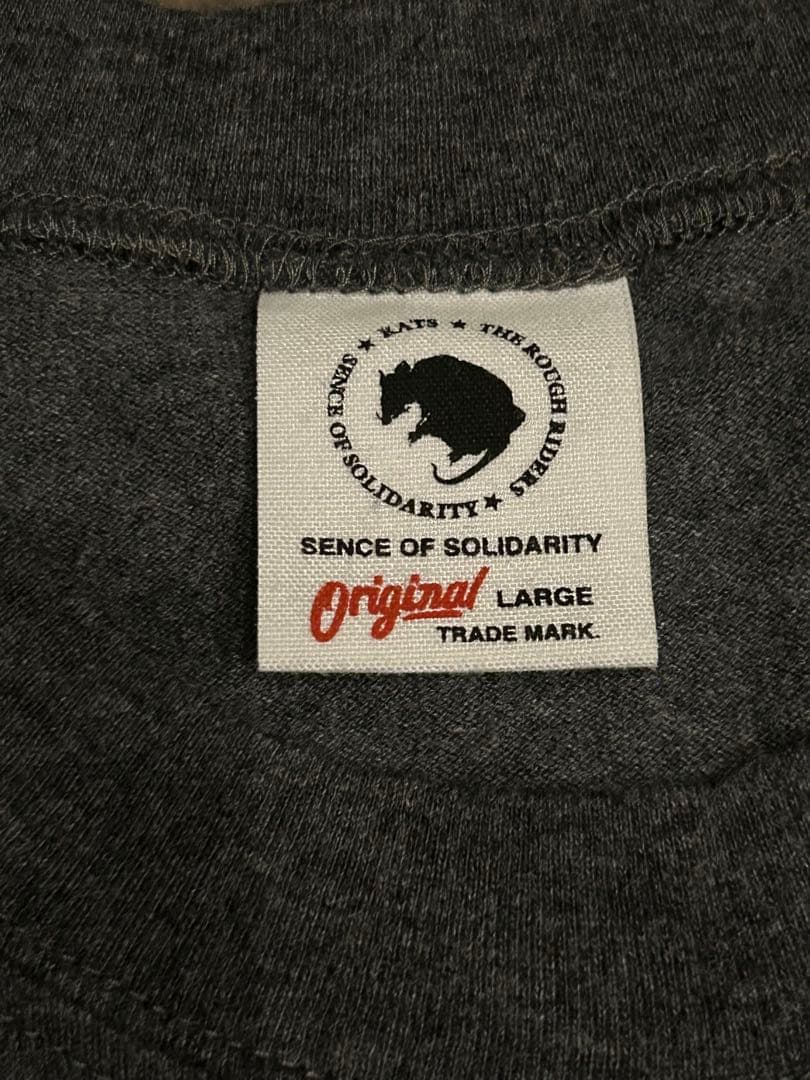 ★ RATS ★ THE ROUGH RIDERS ★ SENCE OF SOLIDARITY
SENCE OF SOLIDARITY
Original LARGE
TRADE MARK.